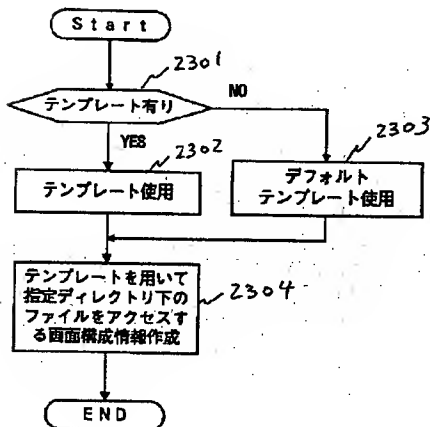 Start
2301
テンプレート有り
NO
YES
2302
2303
テンプレート使用
デフォルト
テンプレート使用
テンプレートを用いて
指定ディレクトリ下の
ファイルをアクセスす
る画面構成情報作成
2304
END